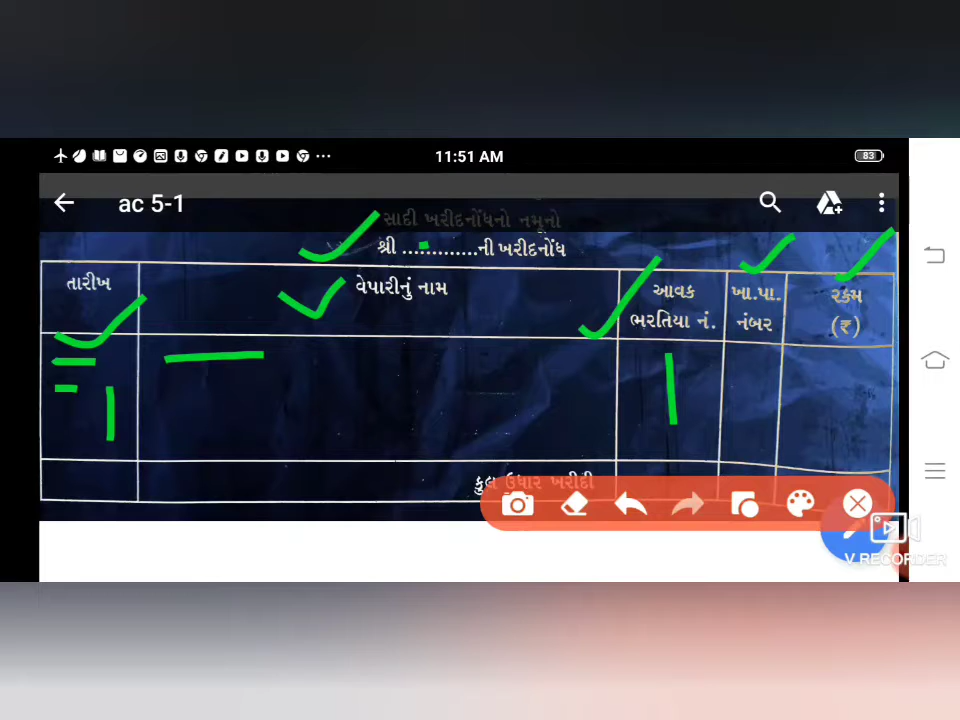 11:51 AM
83
ac 5-1
સાદી ખરીદનોંધનો નમૂનો
શ્રી ..............ની ખરીદનોંધ
તારીખ
વેપારીનું નામ
આવક
ભરતિયા નં.
ખા.પા.
નંબર
રકમ
(₹)
કુલ ઉધાર ખરીદી
V RECORDER